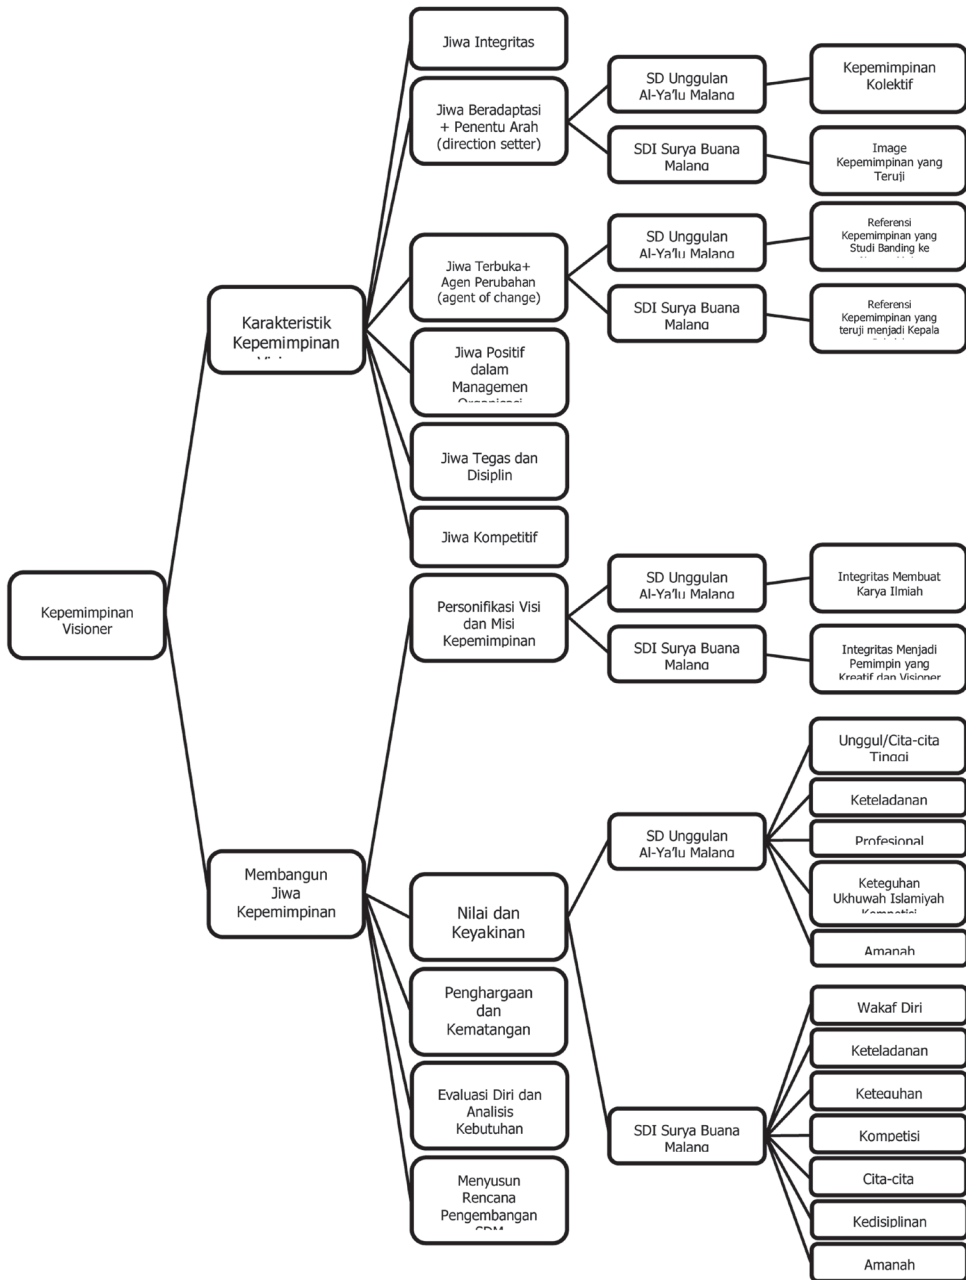 Kepemimpinan
Visioner
Karakteristik
Kepemimpinan
Membangun
Jiwa
Kepemimpinan
Jiwa Integritas
Jiwa Beradaptasi
+ Penentu Arah
(direction setter)
SD Unggulan
Al-Ya'lu Malang
Kepemimpinan
Kolektif
SDI Surya Buana
Malang
Image
Kepemimpinan yang
Teruji
Jiwa Terbuka+
Agen Perubahan
(agent of change)
SD Unggulan
Al-Ya'lu Malang
Referensi
Kepemimpinan yang
Studi Banding ke
SDI Surya Buana
Malang
Referensi
Kepemimpinan yang
teruji menjadi Kepala
Jiwa Positif
dalam
Managemen
Organisasi
Jiwa Tegas dan
Disiplin
Jiwa Kompetitif
Personifikasi Visi
dan Misi
Kepemimpinan
SD Unggulan
Al-Ya'lu Malang
Integritas Membuat
Karya Ilmiah
SDI Surya Buana
Malang
Integritas Menjadi
Pemimpin yang
Kreatif dan Visioner
Nilai dan
Keyakinan
SD Unggulan
Al-Ya'lu Malang
Unggul/Cita-cita
Tinggi
Keteladanan
Profesional
Keteguhan
Ukhuwah Islamiyah
Kompetisi
Amanah
SDI Surya Buana
Malang
Wakaf Diri
Keteladanan
Keteguhan
Kompetisi
Cita-cita
Kedisiplinan
Amanah
Penghargaan
dan
Kematangan
Evaluasi Diri dan
Analisis
Kebutuhan
Menyusun
Rencana
Pengembangan
SDM